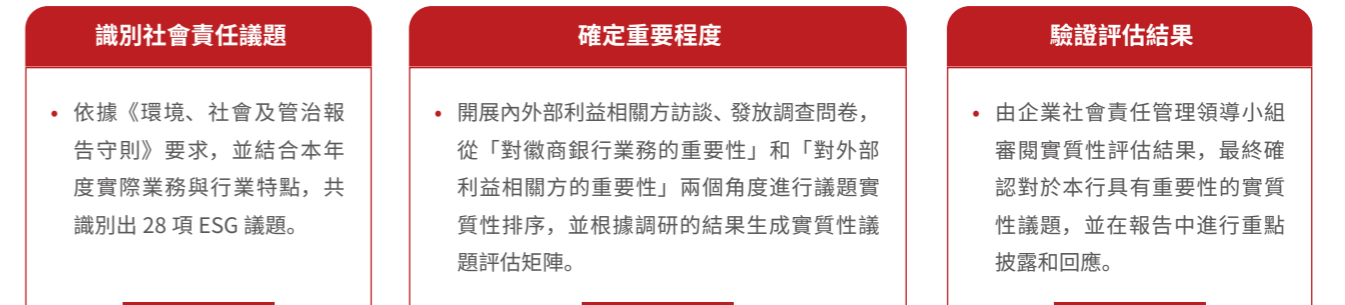 識別社會責任議題
• 依據《環境、社會及管治報
告守則》要求，並結合本年
度實際業務與行業特點，共
識別出 28 項 ESG 議題。
確定重要程度
• 開展內外部利益相關方訪談、發放調查問卷，
從「對徽商銀行業務的重要性」和「對外部
利益相關方的重要性」兩個角度進行議題實
質性排序，並根據調研的結果生成實質性議
題評估矩陣。
驗證評估結果
• 由企業社會責任管理領導小組
審閱實質性評估結果，最終確
認對於本行具有重要性的實質
性議題，並在報告中進行重點
披露和回應。